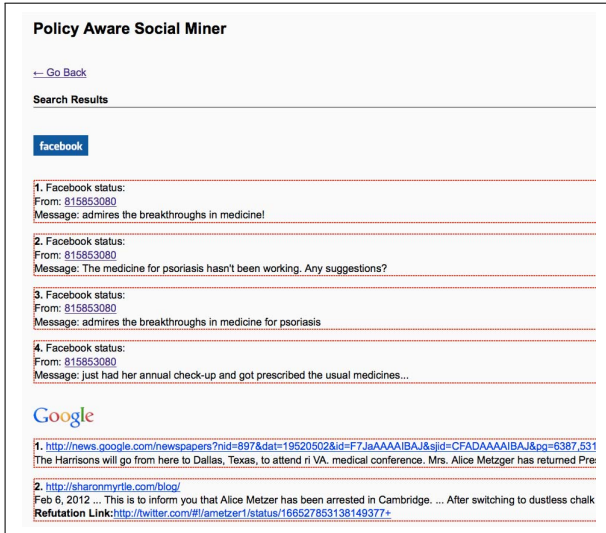 Policy Aware Social Miner
← Go Back
Search Results
facebook
1. Facebook status:
From: 815853080
Message: admires the breakthroughs in medicine!
2. Facebook status:
From: 815853080
Message: The medicine for psoriasis hasn't been working. Any suggestions?
3. Facebook status:
From: 815853080
Message: admires the breakthroughs in medicine for psoriasis
4. Facebook status:
From: 815853080
Message: just had her annual check-up and got prescribed the usual medicines...
Google
1. http://news.google.com/newspapers?nid=897&dat=19520502&id=F7JaAAAAIBAJ&sjid=CFADAAAAIBAJ&pg=6387,531
The Harrisons will go from here to Dallas, Texas, to attend ri VA. medical conference. Mrs. Alice Metzger has returned Pres
2. http://sharonmyrtle.com/blog/
Feb 6, 2012 ... This is to inform you that Alice Metzer has been arrested in Cambridge. ... After switching to dustless chalk
Refutation Link:http://twitter.com/#!/ametzer1/status/166527853138149377+